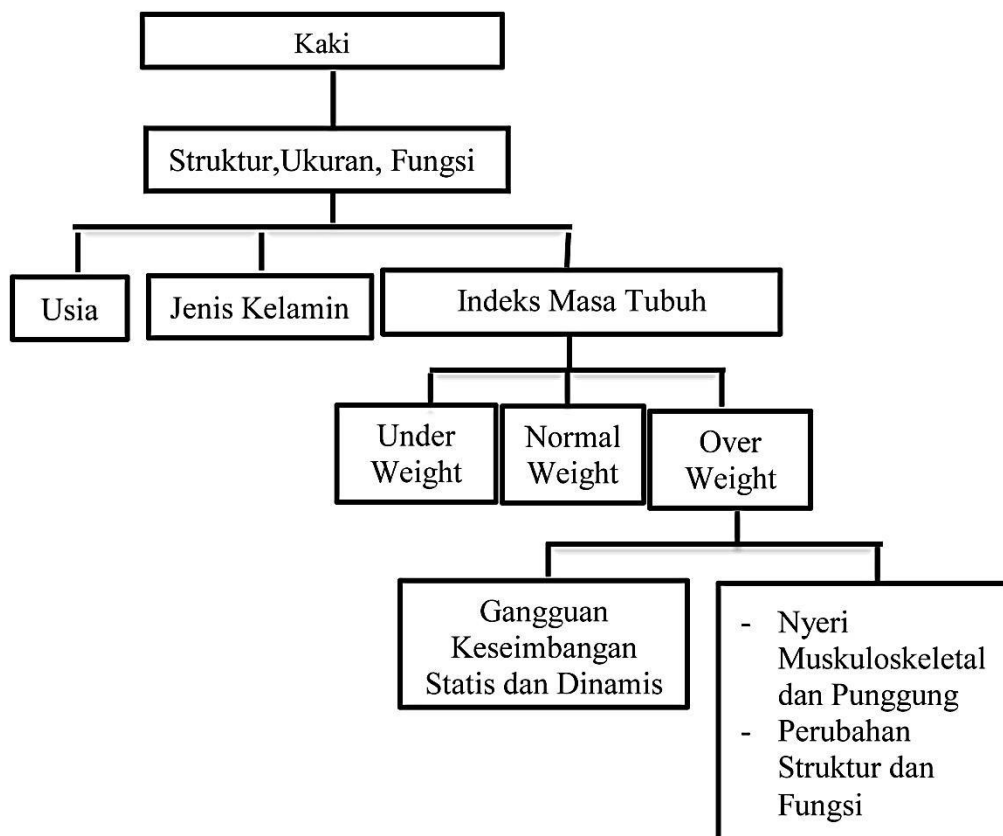 Kaki
Struktur,Ukuran, Fungsi
Usia
Jenis Kelamin
Indeks Masa Tubuh
Under
Weight
Normal
Weight
Over
Weight
Gangguan
Keseimbangan
Statis dan Dinamis
- Nyeri
Muskuloskeletal
dan Punggung
- Perubahan
Struktur dan
Fungsi